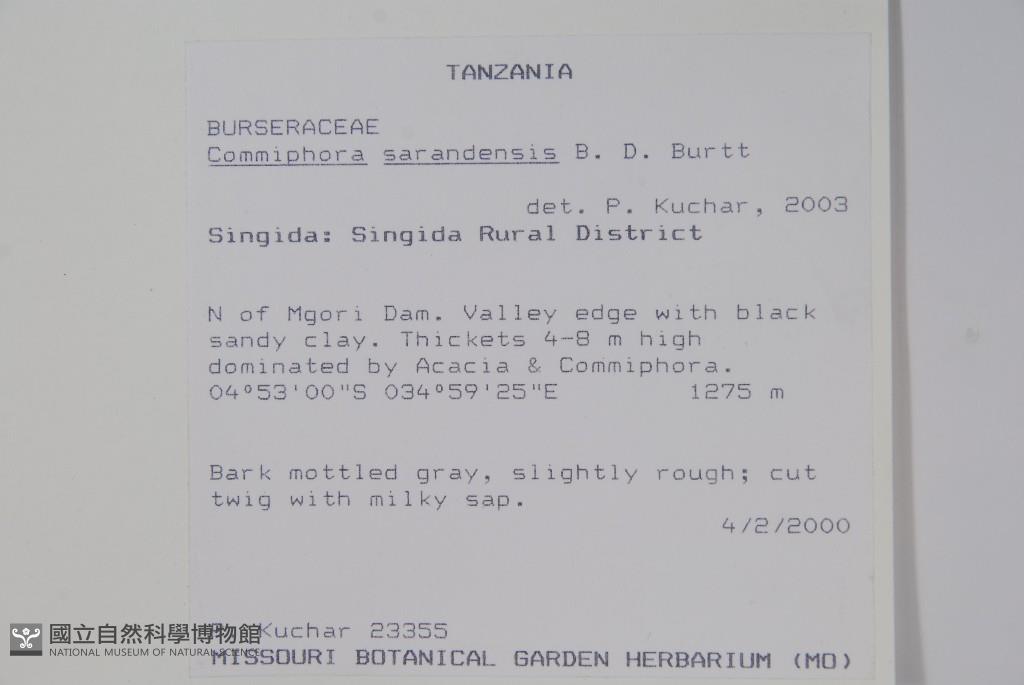 TANZANIA
BURSERACEAE
Commiphora sarandensis B. D. Burtt
det. P. Kuchar, 2003
Singida: Singida Rural District
N of Mgori Dam. Valley edge with black
sandy clay. Thickets 4-8 m high
dominated by Acacia & Commiphora.
04°53'00"S 034°59'25"E 1275 m
Bark mottled gray, slightly rough; cut
twig with milky sap.
4/2/2000
Kuchar 23355
MISSOURI BOTANICAL GARDEN HERBARIUM (MO)
國立自然科學博物館
NATIONAL MUSEUM OF NATURAL SCIENCE